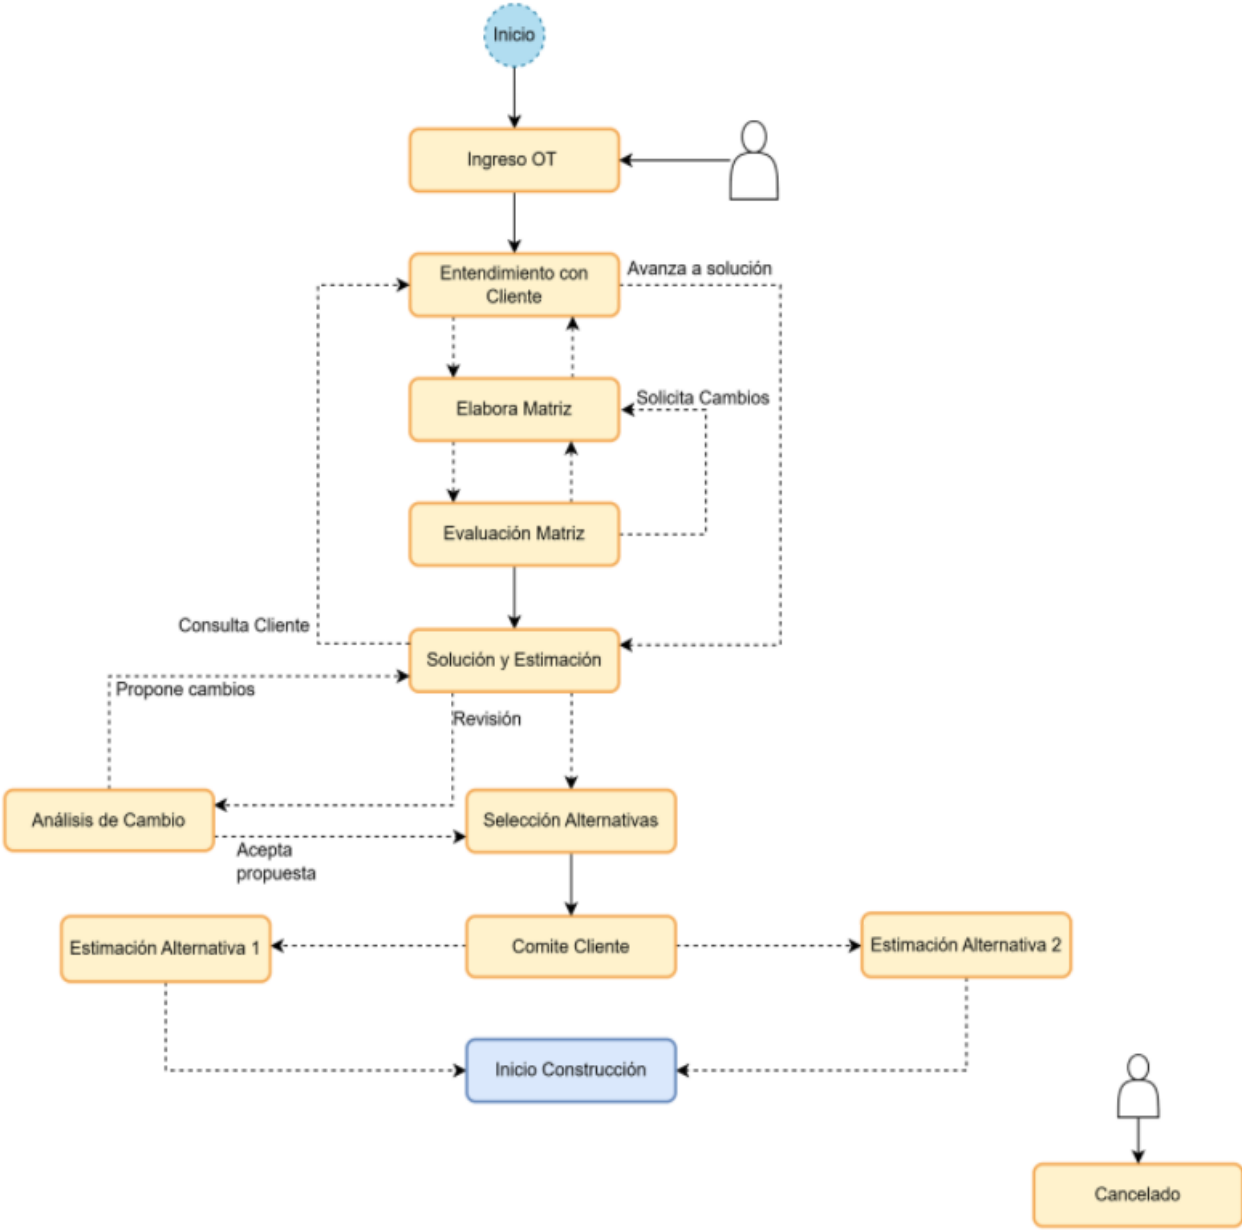 Inicio
Ingreso OT
Entendimiento con
Cliente
Avanza a solución
Elabora Matriz
Solicita Cambios
Evaluación Matriz
Consulta Cliente
Solución y Estimación
Propone cambios
Revisión
Análisis de Cambio
Selección Alternativas
Acepta
propuesta
Estimación Alternativa 1
Comite Cliente
Estimación Alternativa 2
Inicio Construcción
Cancelado